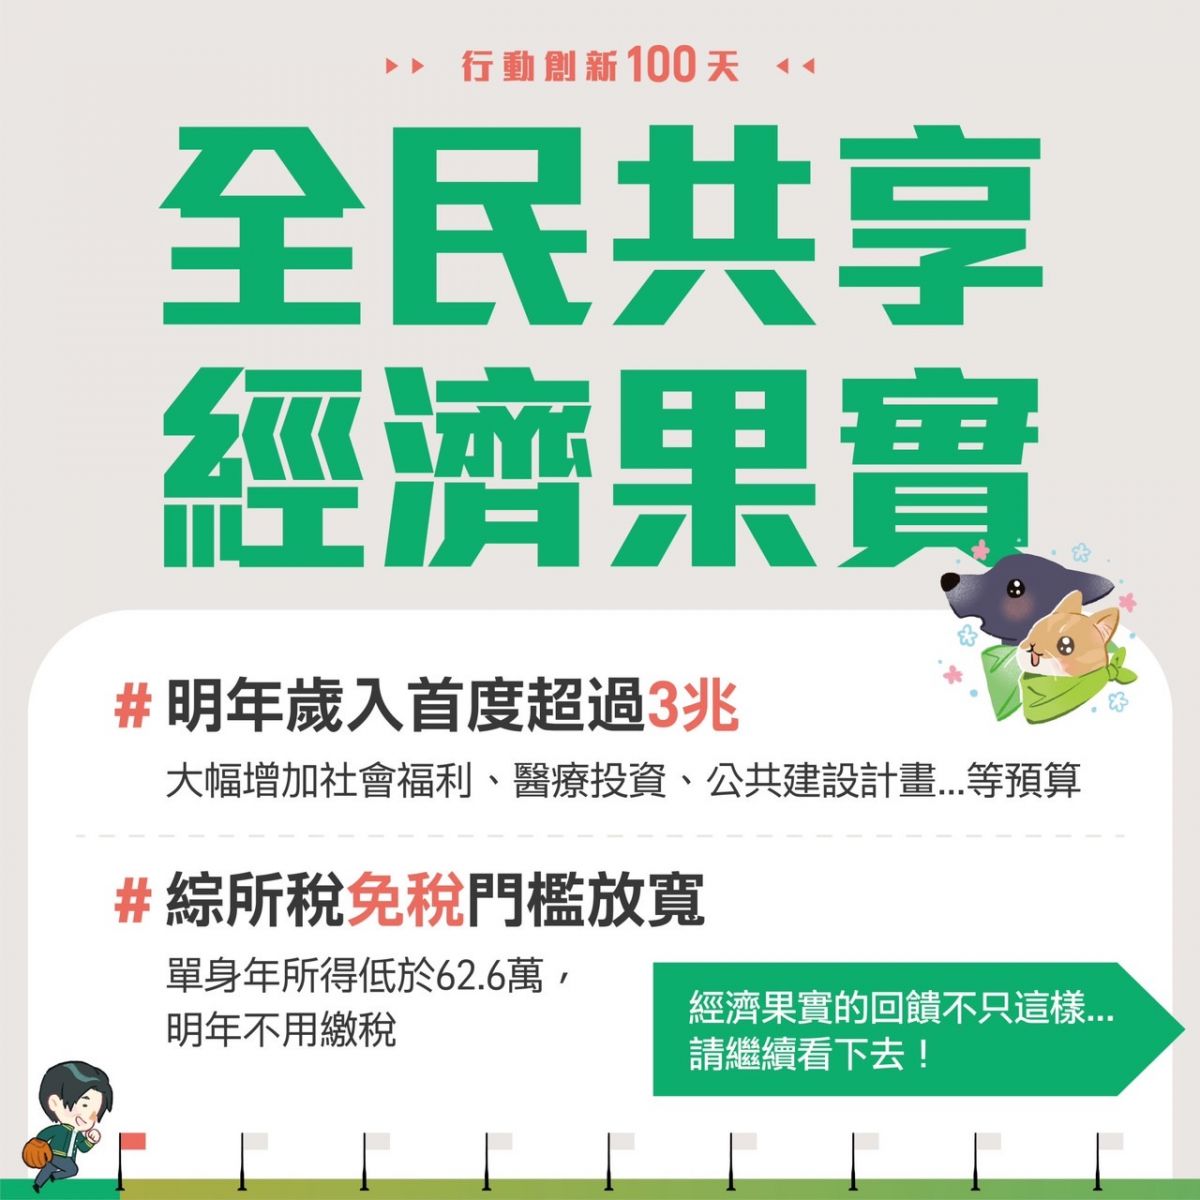 行動創新100天
全民共享
經濟果實
# 明年歲入首度超過3兆
大幅增加社會福利、醫療投資、公共建設計畫...等預算
# 綜所稅免稅門檻放寬
單身年所得低於62.6萬，
明年不用繳稅
經濟果實的回饋不只這樣...
請繼續看下去！